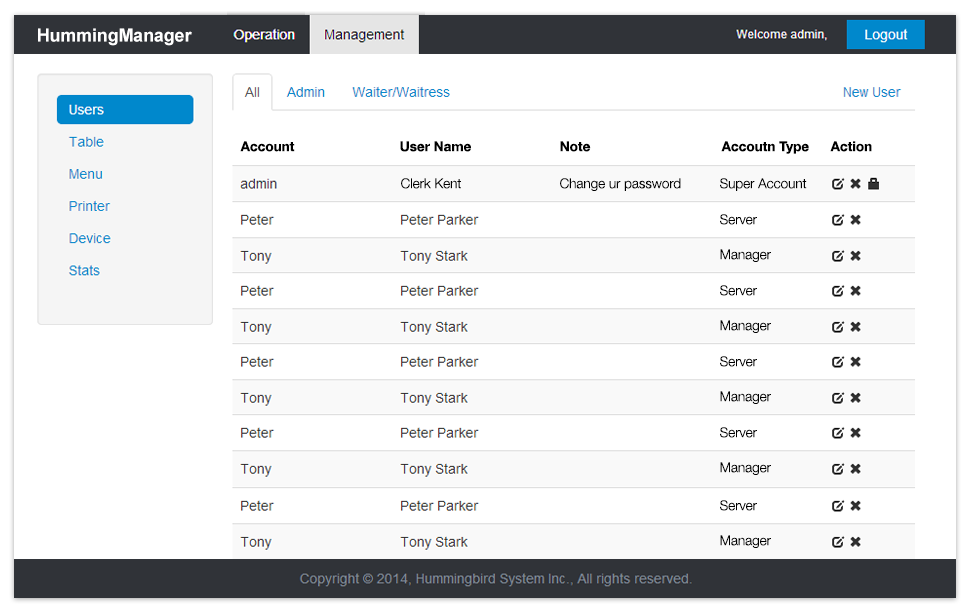 HummingManager Operation Management Welcome admin, Logout
Users
Table
Menu
Printer
Device
Stats
All Admin Waiter/Waitress New User
Account User Name Note Accoutn Type Action
admin Clerk Kent Change ur password Super Account
Peter Peter Parker Server
Tony Tony Stark Manager
Peter Peter Parker Server
Tony Tony Stark Manager
Peter Peter Parker Server
Tony Tony Stark Manager
Peter Peter Parker Server
Tony Tony Stark Manager
Peter Peter Parker Server
Tony Tony Stark Manager
Copyright © 2014, Hummingbird System Inc., All rights reserved.